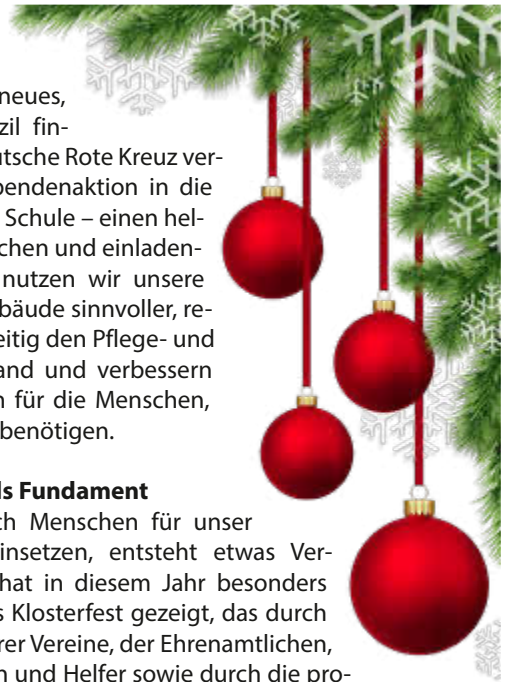 neues,
zil fin-
utsche Rote Kreuz ver-
pendenaktion in die
Schule – einen hel-
chen und einladen-
nutzen wir unsere
bäude sinnvoller, re-
eitig den Pflege- und
and und verbessern
n für die Menschen,
benötigen.
ls Fundament
ch Menschen für unser
insetzen, entsteht etwas Ver-
hat in diesem Jahr besonders
s Klosterfest gezeigt, das durch
rer Vereine, der Ehrenamtlichen,
n und Helfer sowie durch die pro-